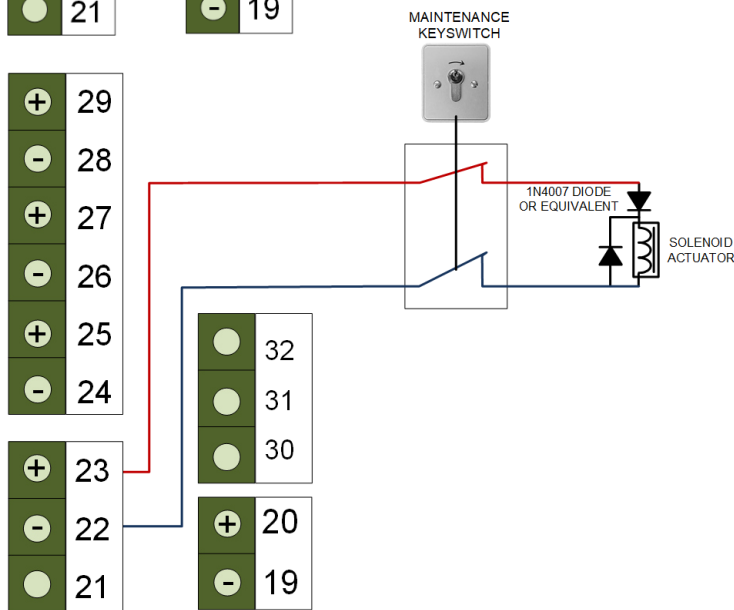 21
19
MAINTENANCE
KEYSWITCH
+ 29
- 28
+ 27
- 26
+ 25
- 24
1N4007 DIODE
OR EQUIVALENT
SOLENOID
ACTUATOR
32
31
30
+ 23
- 22
21
+ 20
- 19